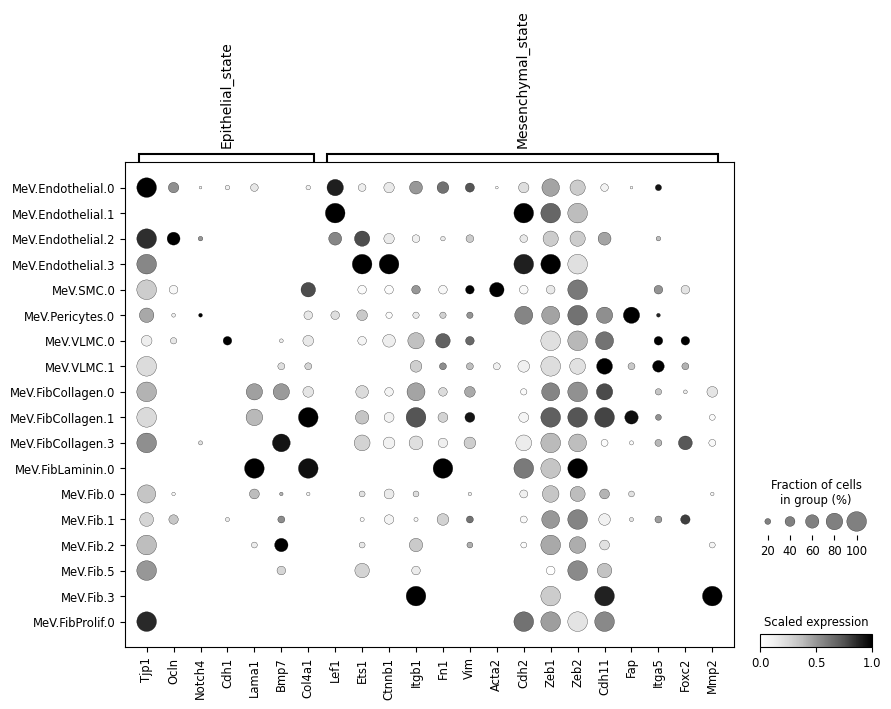 Epithelial_state
Mesenchymal_state
MeV.Endothelial.0
MeV.Endothelial.1
MeV.Endothelial.2
MeV.Endothelial.3
MeV.SMC.0
MeV.Pericytes.0
MeV.VLMC.0
MeV.VLMC.1
MeV.FibCollagen.0
MeV.FibCollagen.1
MeV.FibCollagen.3
MeV.FibLaminin.0
MeV.Fib.0
MeV.Fib.1
MeV.Fib.2
MeV.Fib.5
MeV.Fib.3
MeV.FibProlif.0
Tjp1
Ocln
Notch4
Cdh1
Lama1
Bmp7
Col4a1
Lef1
Ets1
Ctnnb1
Itgb1
Fn1
Vim
Acta2
Cdh2
Zeb1
Zeb2
Cdh11
Fap
Itga5
Foxc2
Mmp2
Fraction of cells
in group (%)
20 40 60 80 100
Scaled expression
0.0 0.5 1.0